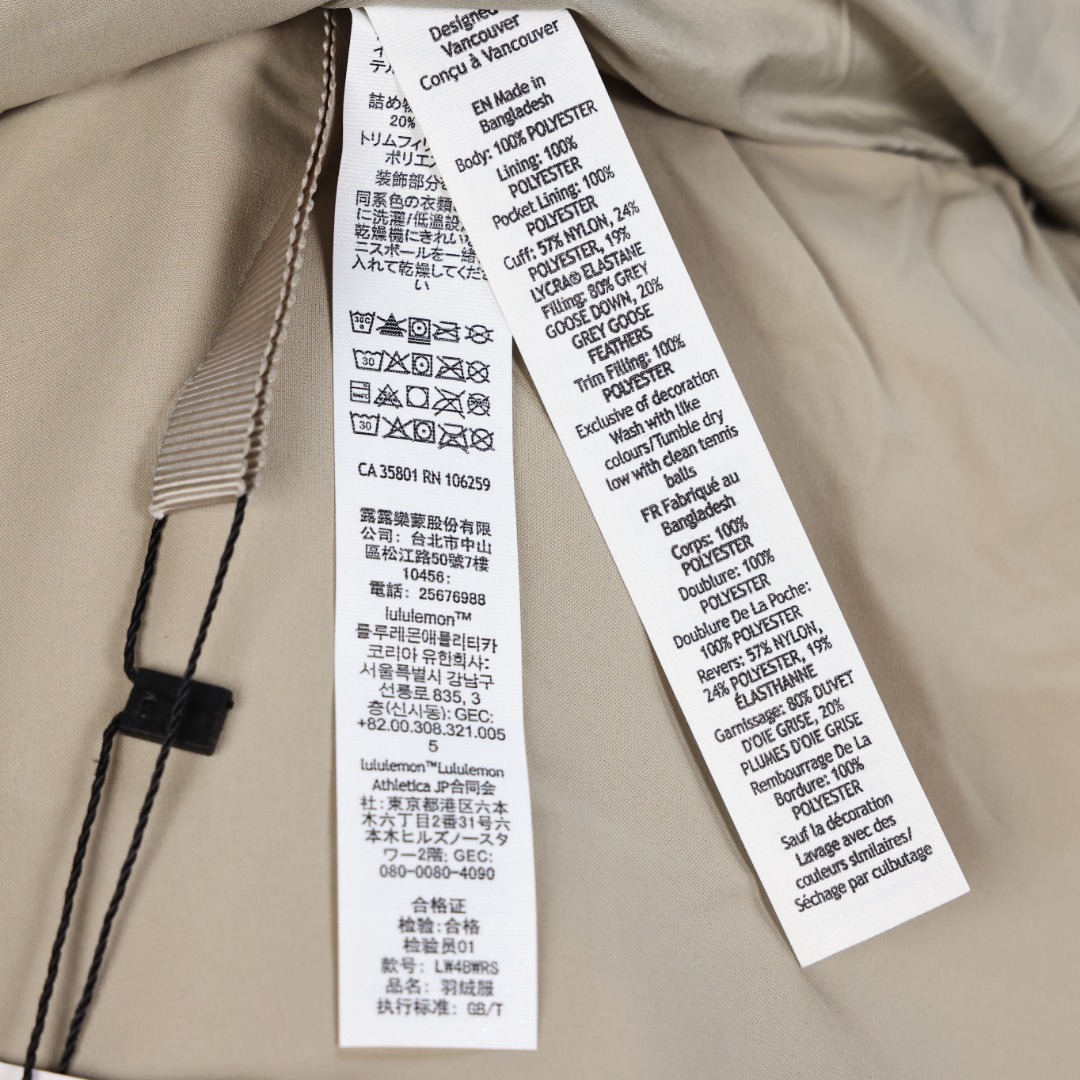 詰め物
20%
トリムフィリ
ポリエス
装飾部分を
同系色の衣類
に洗濯/低温設
乾燥機にきれいな
ニスボールを一緒
入れて乾燥してくださ
い
30°C
30
30
CA 35801 RN 106259
露露樂蒙股份有限
公司: 台北市中山
區松江路50號7樓
10456:
電話: 25676988
lululemon™
룰루레몬애틀리티카
코리아 유한회사:
서울특별시 강남구
선릉로 835, 3
층(신사동): GEC:
+82.00.308.321.005
5
lululemon™Lululemon
Athletica JP合同会
社: 東京都港区六本
木六丁目2番31号六
本木ヒルズノースタ
ワー2階; GEC:
080-0080-4090
合格证
检验:合格
检验员01
款号: LW4BWRS
品名: 羽绒服
执行标准: GB/T
Designed
Vancouver
Conçu à Vancouver
EN Made in
Bangladesh
Body: 100% POLYESTER
Lining: 100%
POLYESTER
Pocket Lining: 100%
POLYESTER
Cuff: 57% NYLON, 24%
POLYESTER, 19%
LYCRA® ELASTANE
Filling: 80% GREY
GOOSE DOWN, 20%
GREY GOOSE
FEATHERS
Trim Filling: 100%
POLYESTER
Exclusive of decoration
Wash with like
colours/Tumble dry
low with clean tennis
balls
FR Fabriqué au
Bangladesh
Corps: 100%
POLYESTER
Doublure: 100%
POLYESTER
Doublure De La Poche:
100% POLYESTER
Revers: 57% NYLON,
24% POLYESTER, 19%
ÉLASTHANNE
Garnissage: 80% DUVET
D'OIE GRISE, 20%
PLUMES D'OIE GRISE
Rembourrage De La
Bordure: 100%
POLYESTER
Sauf la décoration
Lavage avec des
couleurs similaires/
Séchage par culbutage